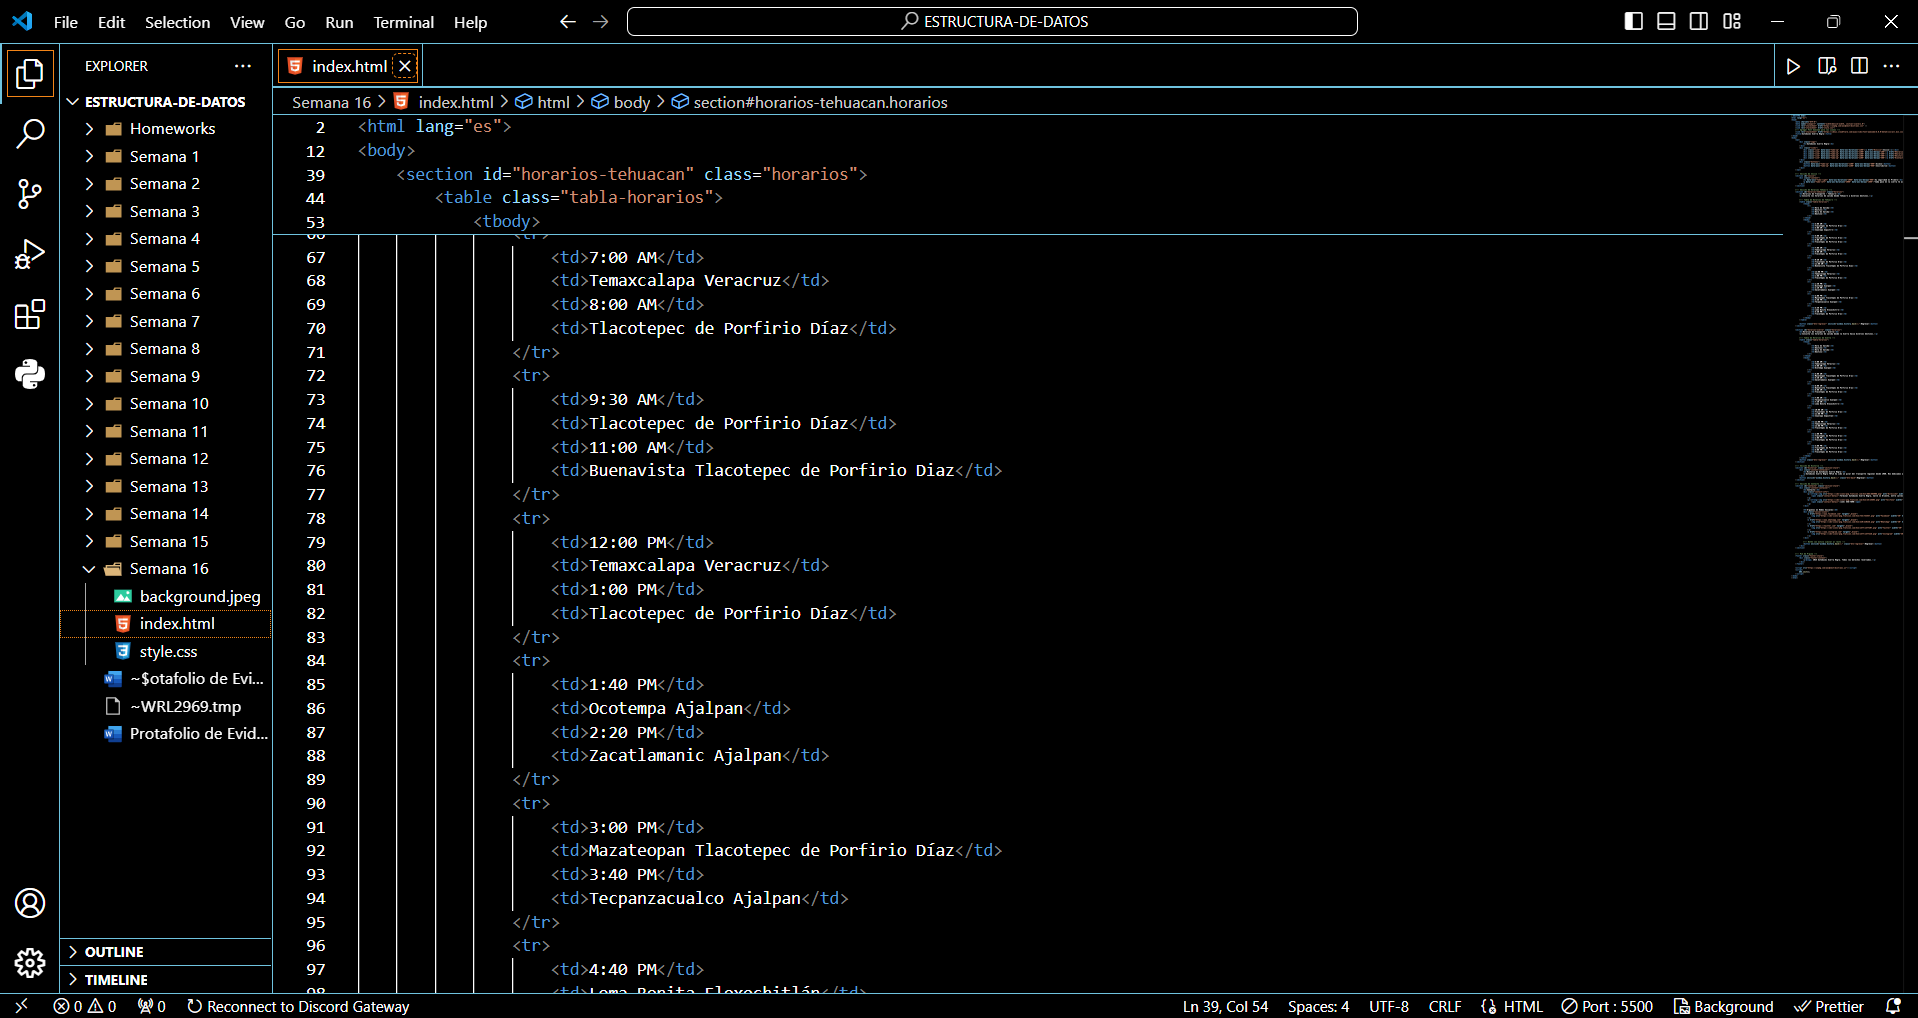 File Edit Selection View Go Run Terminal Help
ESTRUCTURA-DE-DATOS
EXPLORER
ESTRUCTURA-DE-DATOS
Homeworks
Semana 1
Semana 2
Semana 3
Semana 4
Semana 5
Semana 6
Semana 7
Semana 8
Semana 9
Semana 10
Semana 11
Semana 12
Semana 13
Semana 14
Semana 15
Semana 16
background.jpeg
index.html
style.css
~$otafolio de Evi...
~WRL2969.tmp
Protafolio de Evid...
OUTLINE
TIMELINE
index.html
Semana 16 > index.html > html > body > section#horarios-tehuacan.horarios
2 <html lang="es">
12 <body>
39 <section id="horarios-tehuacan" class="horarios">
44 <table class="tabla-horarios">
53 <tbody>
66 <tr>
67 <td>7:00 AM</td>
68 <td>Temaxcalapa Veracruz</td>
69 <td>8:00 AM</td>
70 <td>Tlacotepec de Porfirio Díaz</td>
71 </tr>
72 <tr>
73 <td>9:30 AM</td>
74 <td>Tlacotepec de Porfirio Díaz</td>
75 <td>11:00 AM</td>
76 <td>Buenavista Tlacotepec de Porfirio Diaz</td>
77 </tr>
78 <tr>
79 <td>12:00 PM</td>
80 <td>Temaxcalapa Veracruz</td>
81 <td>1:00 PM</td>
82 <td>Tlacotepec de Porfirio Díaz</td>
83 </tr>
84 <tr>
85 <td>1:40 PM</td>
86 <td>Ocotempa Ajalpan</td>
87 <td>2:20 PM</td>
88 <td>Zacatlamanic Ajalpan</td>
89 </tr>
90 <tr>
91 <td>3:00 PM</td>
92 <td>Mazateopan Tlacotepec de Porfirio Díaz</td>
93 <td>3:40 PM</td>
94 <td>Tecpanzacualco Ajalpan</td>
95 </tr>
96 <tr>
97 <td>4:40 PM</td>
98 <td>Loma Bonita Eloxochitlán</td>
0 0 0 Reconnect to Discord Gateway
Ln 39, Col 54 Spaces: 4 UTF-8 CRLF {} HTML Port : 5500 Background Prettier